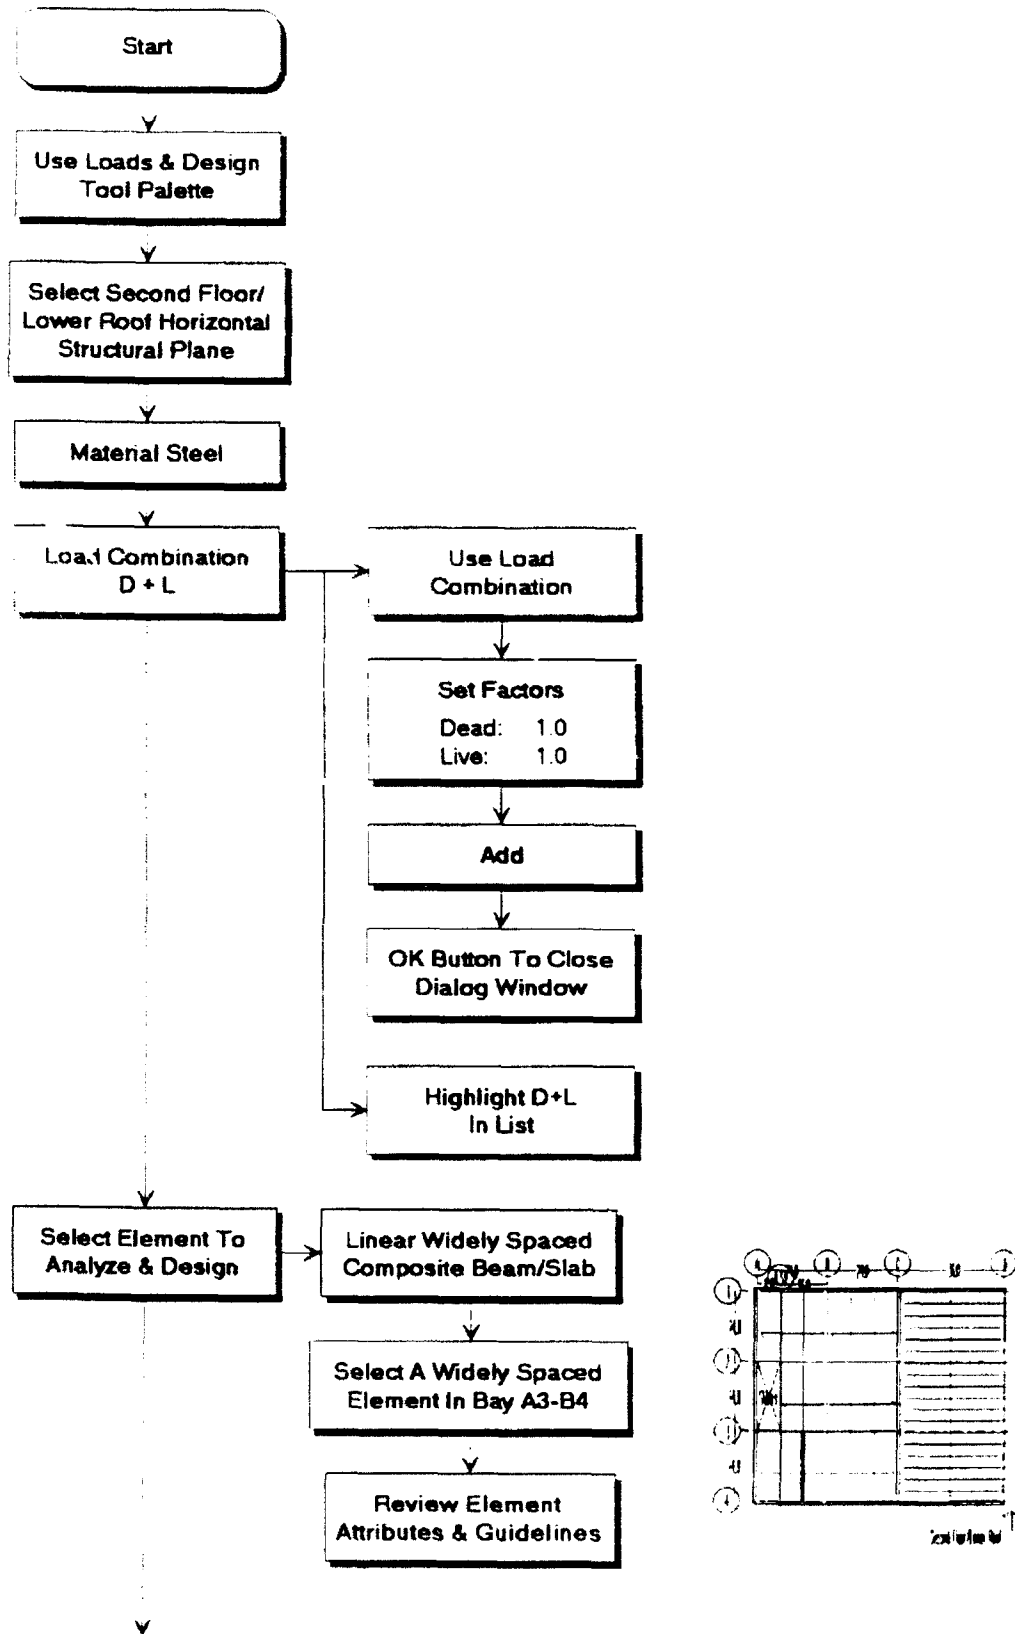 Start
Use Loads & Design
Tool Palette
Select Second Floor/
Lower Roof Horizontal
Structural Plane
Material Steel
Load Combination
D + L
Use Load
Combination
Set Factors
Dead: 1.0
Live: 1.0
Add
OK Button To Close
Dialog Window
Highlight D+L
In List
Select Element To
Analyze & Design
Linear Widely Spaced
Composite Beam/Slab
Select A Widely Spaced
Element In Bay A3-B4
Review Element
Attributes & Guidelines